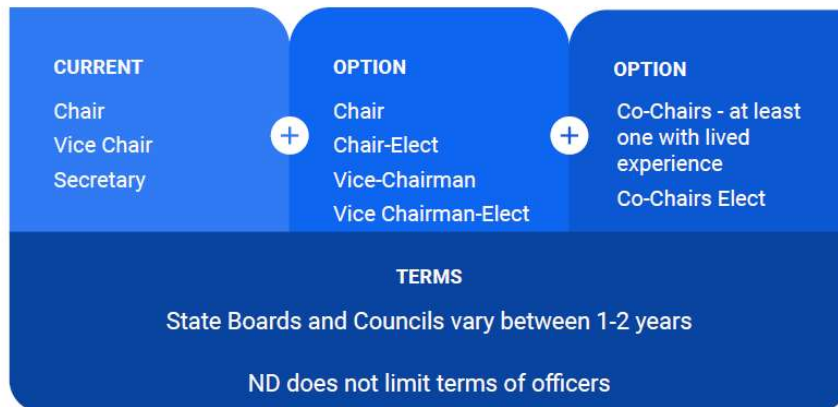 CURRENT
Chair
Vice Chair
Secretary
OPTION
Chair
Chair-Elect
Vice-Chairman
Vice Chairman-Elect
OPTION
Co-Chairs - at least
one with lived
experience
Co-Chairs Elect
TERMS
State Boards and Councils vary between 1-2 years
ND does not limit terms of officers